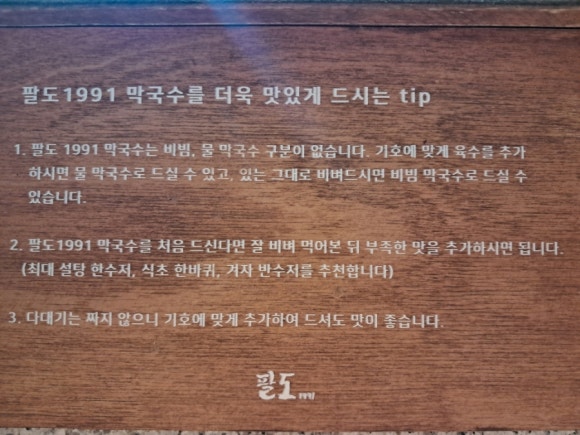 팔도1991 막국수를 더욱 맛있게 드시는 tip
1. 팔도 1991 막국수는 비빔, 물 막국수 구분이 없습니다. 기호에 맞게 육수를 추가
하시면 물 막국수로 드실 수 있고, 있는 그대로 비벼드시면 비빔 막국수로 드실 수
있습니다.
2. 팔도1991 막국수를 처음 드신다면 잘 비벼 먹어본 뒤 부족한 맛을 추가하시면 됩니다.
(최대 설탕 한수저, 식초 한바퀴, 겨자 반수저를 추천합니다)
3. 다대기는 짜지 않으니 기호에 맞게 추가하여 드셔도 맛이 좋습니다.
팔도1991